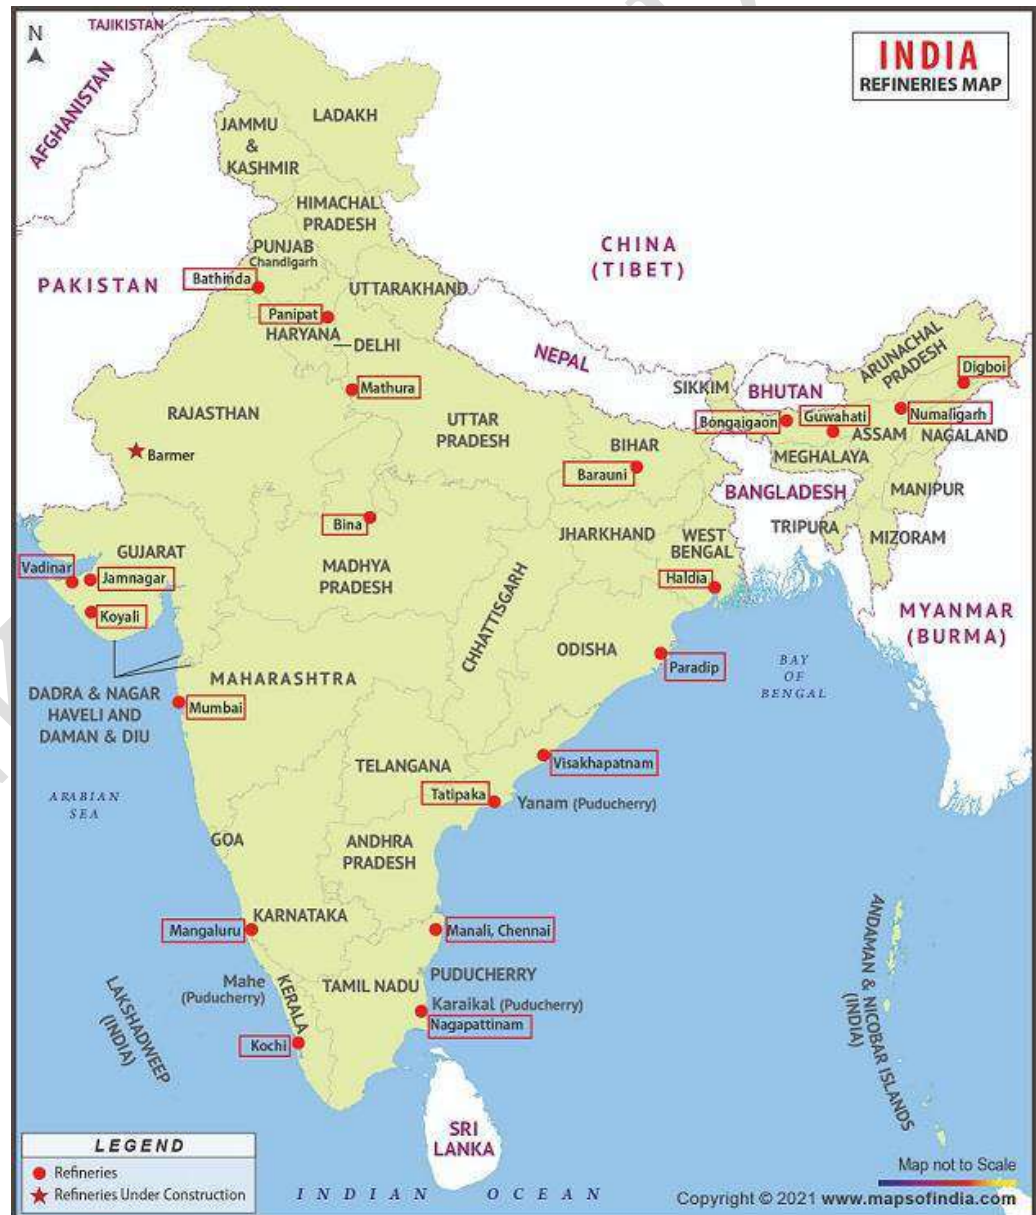 N
TAJIKISTAN
AFGHANISTAN
INDIA
REFINERIES MAP
LADAKH
JAMMU
&
KASHMIR
HIMACHAL
PRADESH
PUNJAB
Chandigarh
CHINA
(TIBET)
PAKISTAN
Bathinda
UTTARAKHAND
Panipat
HARYANA
DELHI
NEPAL
Mathura
SIKKIM
BHUTAN
ARUNACHAL
PRADESH
Digboi
RAJASTHAN
UTTAR
PRADESH
Bongaigaon
Guwahati
Numaligarh
ASSAM
NAGALAND
BIHAR
MEGHALAYA
Barmer
Barauni
BANGLADESH
MANIPUR
Bina
JHARKHAND
WEST
BENGAL
TRIPURA
MIZORAM
GUJARAT
MADHYA
PRADESH
Vadinar
Jamnagar
Haldia
Koyali
CHHATTISGARH
MYANMAR
(BURMA)
ODISHA
Paradip
BAY
OF
BENGAL
MAHARASHTRA
DADRA & NAGAR
HAVELI AND
DAMAN & DIU
Mumbai
TELANGANA
Visakhapatnam
Tatipaka
Yanam (Puducherry)
ARABIAN
SEA
GOA
ANDHRA
PRADESH
KARNATAKA
Mangaluru
Manali, Chennai
ANDAMAN & NICOBAR ISLANDS
(INDIA)
PUDUCHERRY
Mahe
(Puducherry)
TAMIL NADU
KERALA
Karaikal (Puducherry)
Nagapattinam
LAKSHADWEEP
(INDIA)
Kochi
SRI
LANKA
LEGEND
Refineries
Refineries Under Construction
INDIAN OCEAN
Map not to Scale
Copyright © 2021 www.mapsofindia.com